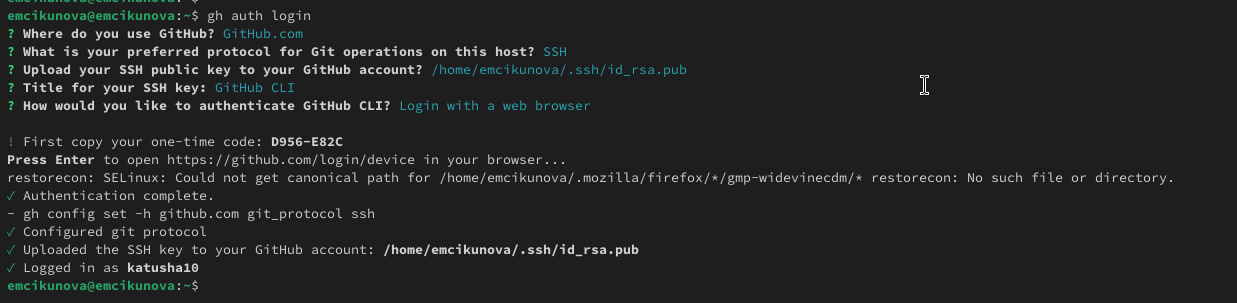 emcikunova@emcikunova:~$ gh auth login
? Where do you use GitHub? GitHub.com
? What is your preferred protocol for Git operations on this host? SSH
? Upload your SSH public key to your GitHub account? /home/emcikunova/.ssh/id_rsa.pub
? Title for your SSH key: GitHub CLI
? How would you like to authenticate GitHub CLI? Login with a web browser
! First copy your one-time code: D956-E82C
Press Enter to open https://github.com/login/device in your browser...
restorecon: SELinux: Could not get canonical path for /home/emcikunova/.mozilla/firefox/*/gmp-widevinecdm/* restorecon: No such file or directory.
✓ Authentication complete.
- gh config set -h github.com git_protocol ssh
✓ Configured git protocol
✓ Uploaded the SSH key to your GitHub account: /home/emcikunova/.ssh/id_rsa.pub
✓ Logged in as katusha10
emcikunova@emcikunova:~$